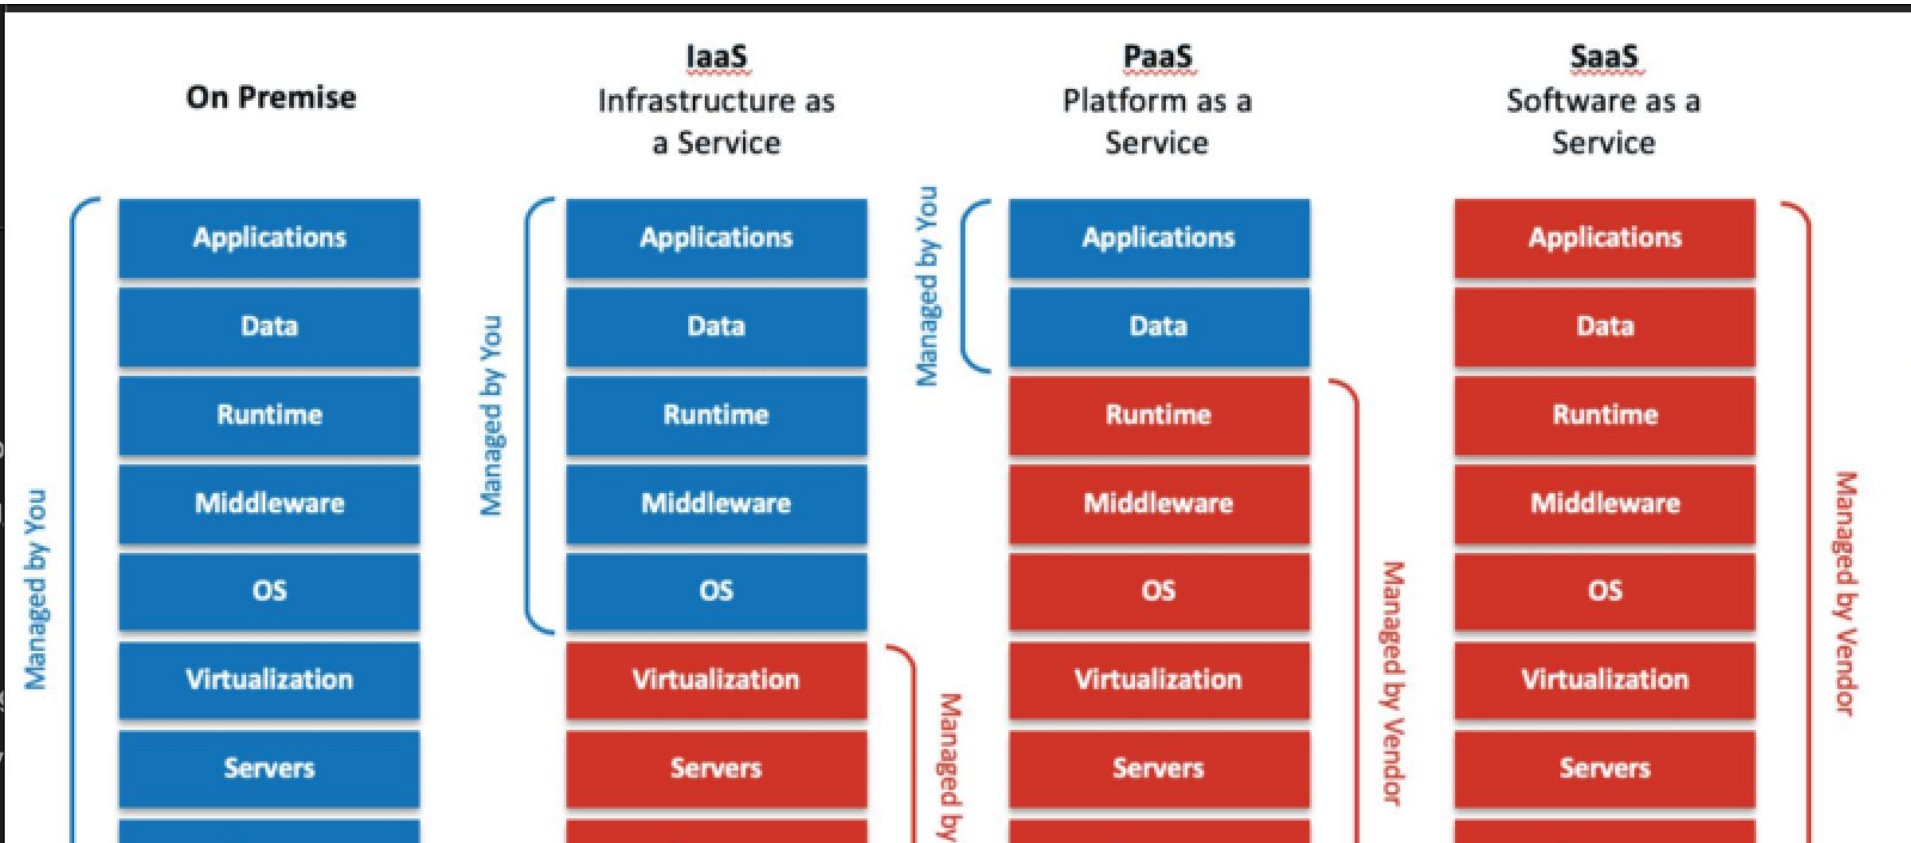 On Premise
IaaS
Infrastructure as
a Service
PaaS
Platform as a
Service
SaaS
Software as a
Service
Managed by You
Applications
Data
Runtime
Middleware
OS
Virtualization
Servers
Managed by You
Applications
Data
Runtime
Middleware
OS
Virtualization
Servers
Managed by
Managed by You
Applications
Data
Runtime
Middleware
OS
Virtualization
Servers
Managed by Vendor
Applications
Data
Runtime
Middleware
OS
Virtualization
Servers
Managed by Vendor